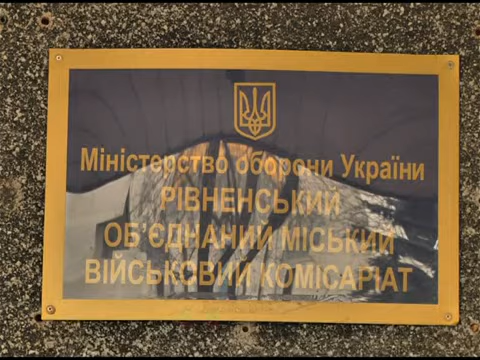 Міністерство оборони України
РІВНЕНСЬКИЙ
ОБ’ЄДНАНИЙ МІСЬКИЙ
ВІЙСЬКОВИЙ КОМІСАРІАТ